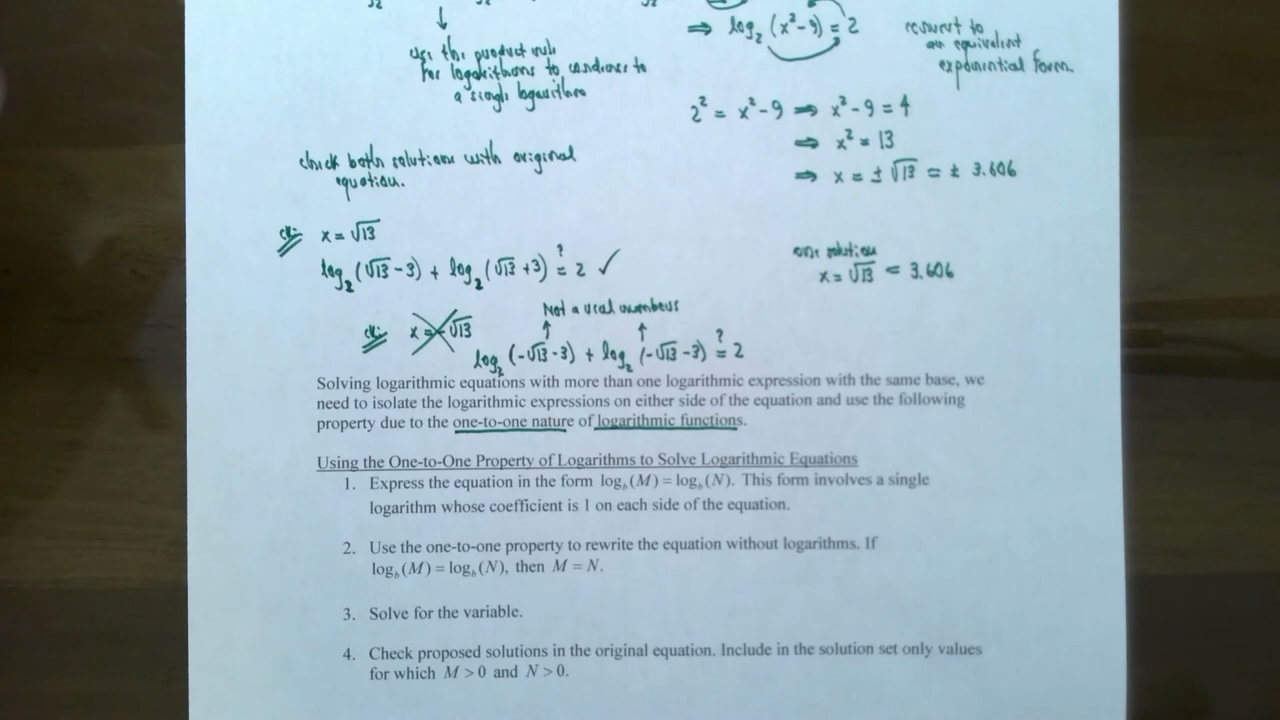 ⇒ log₂ (x²-9) = 2
convert to
an equivalent
exponential form.
Use the product rule
for logarithms to condense to
a single logarithm
2² = x²-9 ⇒ x²-9 = 4
⇒ x² = 13
⇒ x = ± √13 = ± 3.606
check both solutions with original
equation.
ck: x = √13
log₂ (√13 - 3) + log₂ (√13 + 3) ≟ 2 ✓
one solution
x = √13 = 3.606
Not a real numbers
ck: x = -√13
log₂ (-√13 - 3) + log₂ (-√13 - 3) ≟ 2
Solving logarithmic equations with more than one logarithmic expression with the same base, we
need to isolate the logarithmic expressions on either side of the equation and use the following
property due to the one-to-one nature of logarithmic functions.
Using the One-to-One Property of Logarithms to Solve Logarithmic Equations
1. Express the equation in the form log_b(M) = log_b(N). This form involves a single
logarithm whose coefficient is 1 on each side of the equation.
2. Use the one-to-one property to rewrite the equation without logarithms. If
log_b(M) = log_b(N), then M = N.
3. Solve for the variable.
4. Check proposed solutions in the original equation. Include in the solution set only values
for which M > 0 and N > 0.